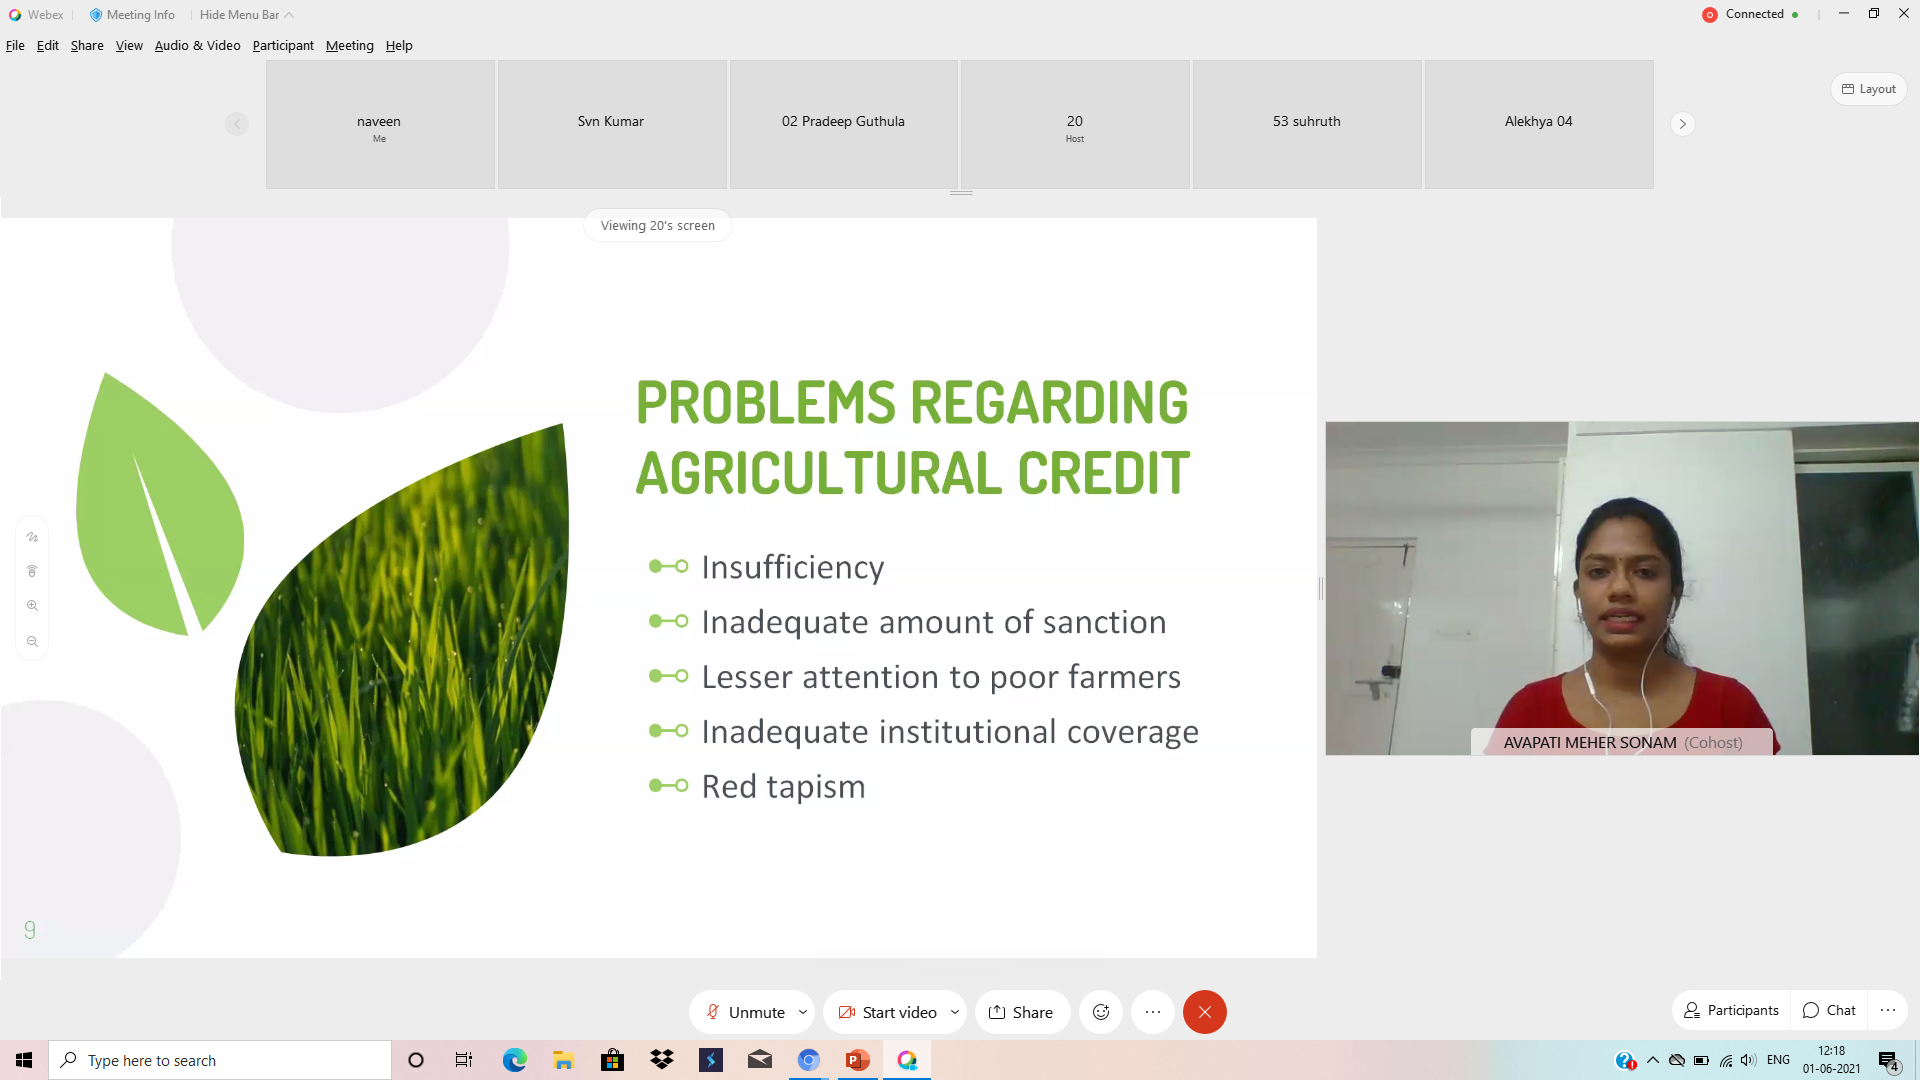 Webex
Meeting Info
Hide Menu Bar
Connected
File Edit Share View Audio & Video Participant Meeting Help
Layout
naveen
Me
Svn Kumar
02 Pradeep Guthula
20
Host
53 suhruth
Alekhya 04
Viewing 20's screen
PROBLEMS REGARDING
AGRICULTURAL CREDIT
Insufficiency
Inadequate amount of sanction
Lesser attention to poor farmers
Inadequate institutional coverage
Red tapism
9
AVAPATI MEHER SONAM (Cohost)
Unmute
Start video
Share
Participants
Chat
Type here to search
ENG
12:18
01-06-2021
4